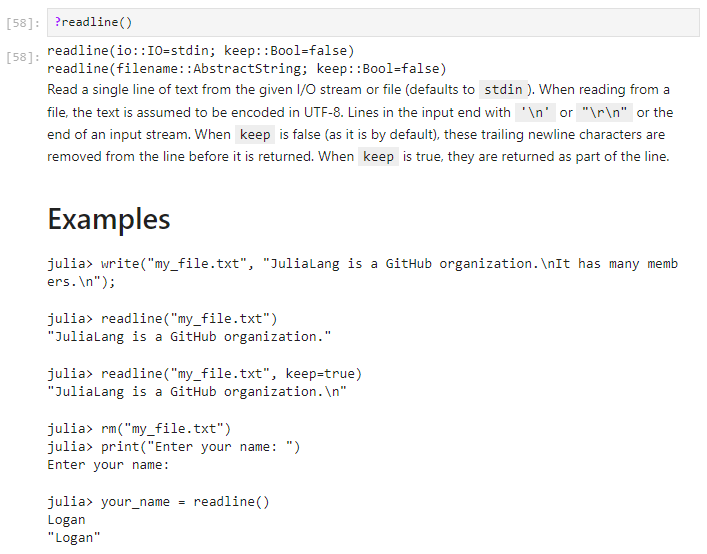 [58]: ?readline()
[58]: readline(io::IO=stdin; keep::Bool=false)
readline(filename::AbstractString; keep::Bool=false)
Read a single line of text from the given I/O stream or file (defaults to stdin ). When reading from a
file, the text is assumed to be encoded in UTF-8. Lines in the input end with '\n' or "\r\n" or the
end of an input stream. When keep is false (as it is by default), these trailing newline characters are
removed from the line before it is returned. When keep is true, they are returned as part of the line.
Examples
julia> write("my_file.txt", "JuliaLang is a GitHub organization.\nIt has many memb
ers.\n");
julia> readline("my_file.txt")
"JuliaLang is a GitHub organization."
julia> readline("my_file.txt", keep=true)
"JuliaLang is a GitHub organization.\n"
julia> rm("my_file.txt")
julia> print("Enter your name: ")
Enter your name:
julia> your_name = readline()
Logan
"Logan"